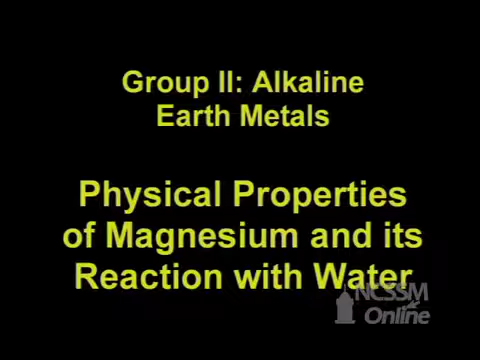 Group II: Alkaline
Earth Metals
Physical Properties
of Magnesium and its
Reaction with Water
NCSSM
Online